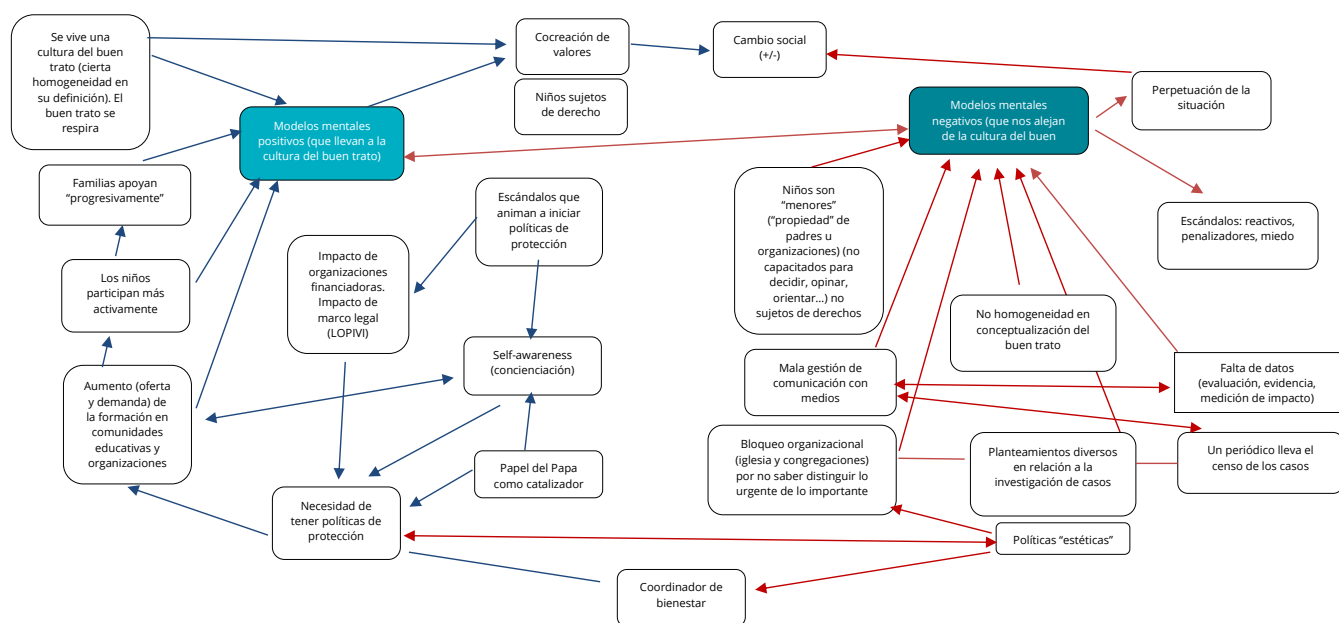 Se vive una
cultura del buen
trato (cierta
homogeneidad en
su definición). El
buen trato se
respira
Cocreación de
valores
Cambio social
(+/-)
Niños sujetos
de derecho
Perpetuación de la
situación
Modelos mentales
positivos (que llevan a la
cultura del buen trato)
Modelos mentales
negativos (que nos alejan
de la cultura del buen
Familias apoyan
“progresivamente”
Escándalos que
animan a iniciar
políticas de
protección
Niños son
“menores”
(“propiedad” de
padres u
organizaciones) (no
capacitados para
decidir, opinar,
orientar…) no
sujetos de derechos
Escándalos: reactivos,
penalizadores, miedo
Impacto de
organizaciones
financiadoras.
Impacto de
marco legal
(LOPIVI)
Los niños
participan más
activamente
No homogeneidad en
conceptualización del
buen trato
Self-awareness
(concienciación)
Mala gestión de
comunicación con
medios
Falta de datos
(evaluación, evidencia,
medición de impacto)
Aumento (oferta
y demanda) de
la formación en
comunidades
educativas y
organizaciones
Bloqueo organizacional
(iglesia y congregaciones)
por no saber distinguir lo
urgente de lo importante
Planteamientos diversos
en relación a la
investigación de casos
Un periódico lleva el
censo de los casos
Papel del Papa
como catalizador
Necesidad de
tener políticas de
protección
Políticas “estéticas”
Coordinador de
bienestar